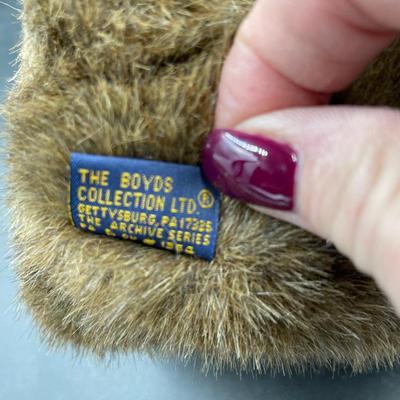 THE BOYDS
COLLECTION LTD.®
GETTYSBURG, PA 17325
THE ARCHIVE SERIES